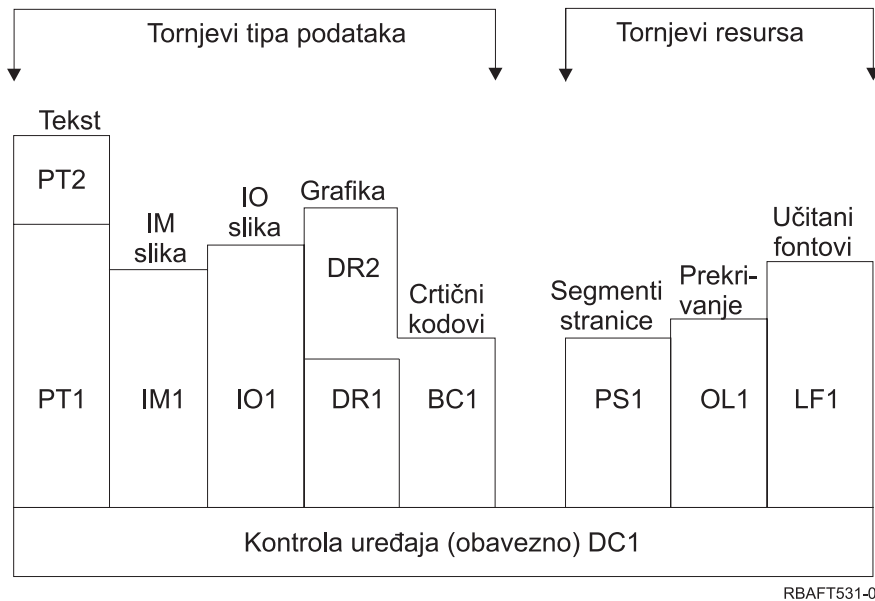 Tornjevi tipa podataka
Tornjevi resursa
Tekst
PT2
IM
slika
IO
slika
Grafika
DR2
Crtični
kodovi
Segmenti
stranice
Prekri-
vanje
Učitani
fontovi
PT1
IM1
IO1
DR1
BC1
PS1
OL1
LF1
Kontrola uređaja (obavezno) DC1
RBAFT531-0